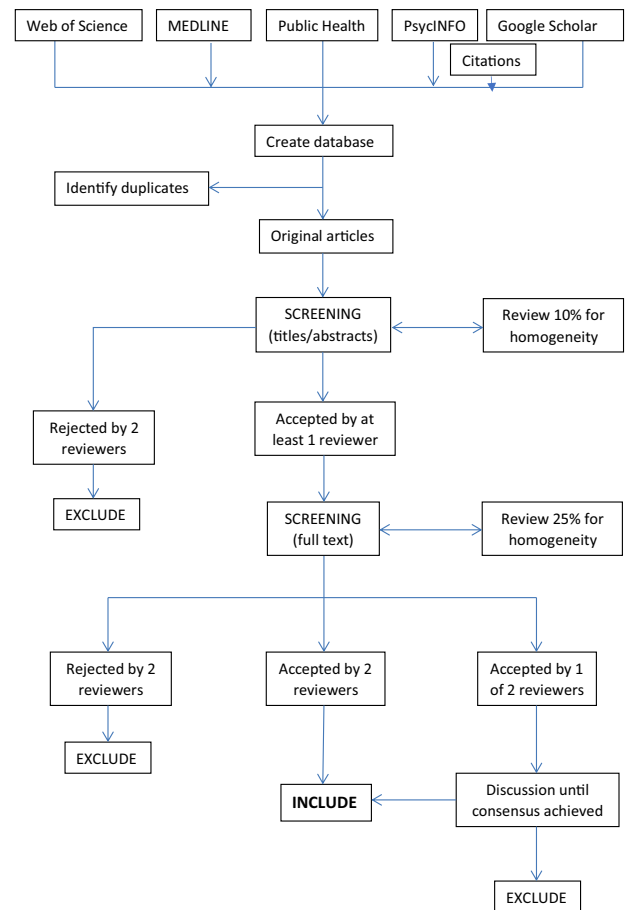 Web of Science
MEDLINE
Public Health
PsycINFO
Google Scholar
Citations
Create database
Identify duplicates
Original articles
SCREENING
(titles/abstracts)
Review 10% for
homogeneity
Rejected by 2
reviewers
Accepted by at
least 1 reviewer
EXCLUDE
SCREENING
(full text)
Review 25% for
homogeneity
Rejected by 2
reviewers
Accepted by 2
reviewers
Accepted by 1
of 2 reviewers
EXCLUDE
INCLUDE
Discussion until
consensus achieved
EXCLUDE